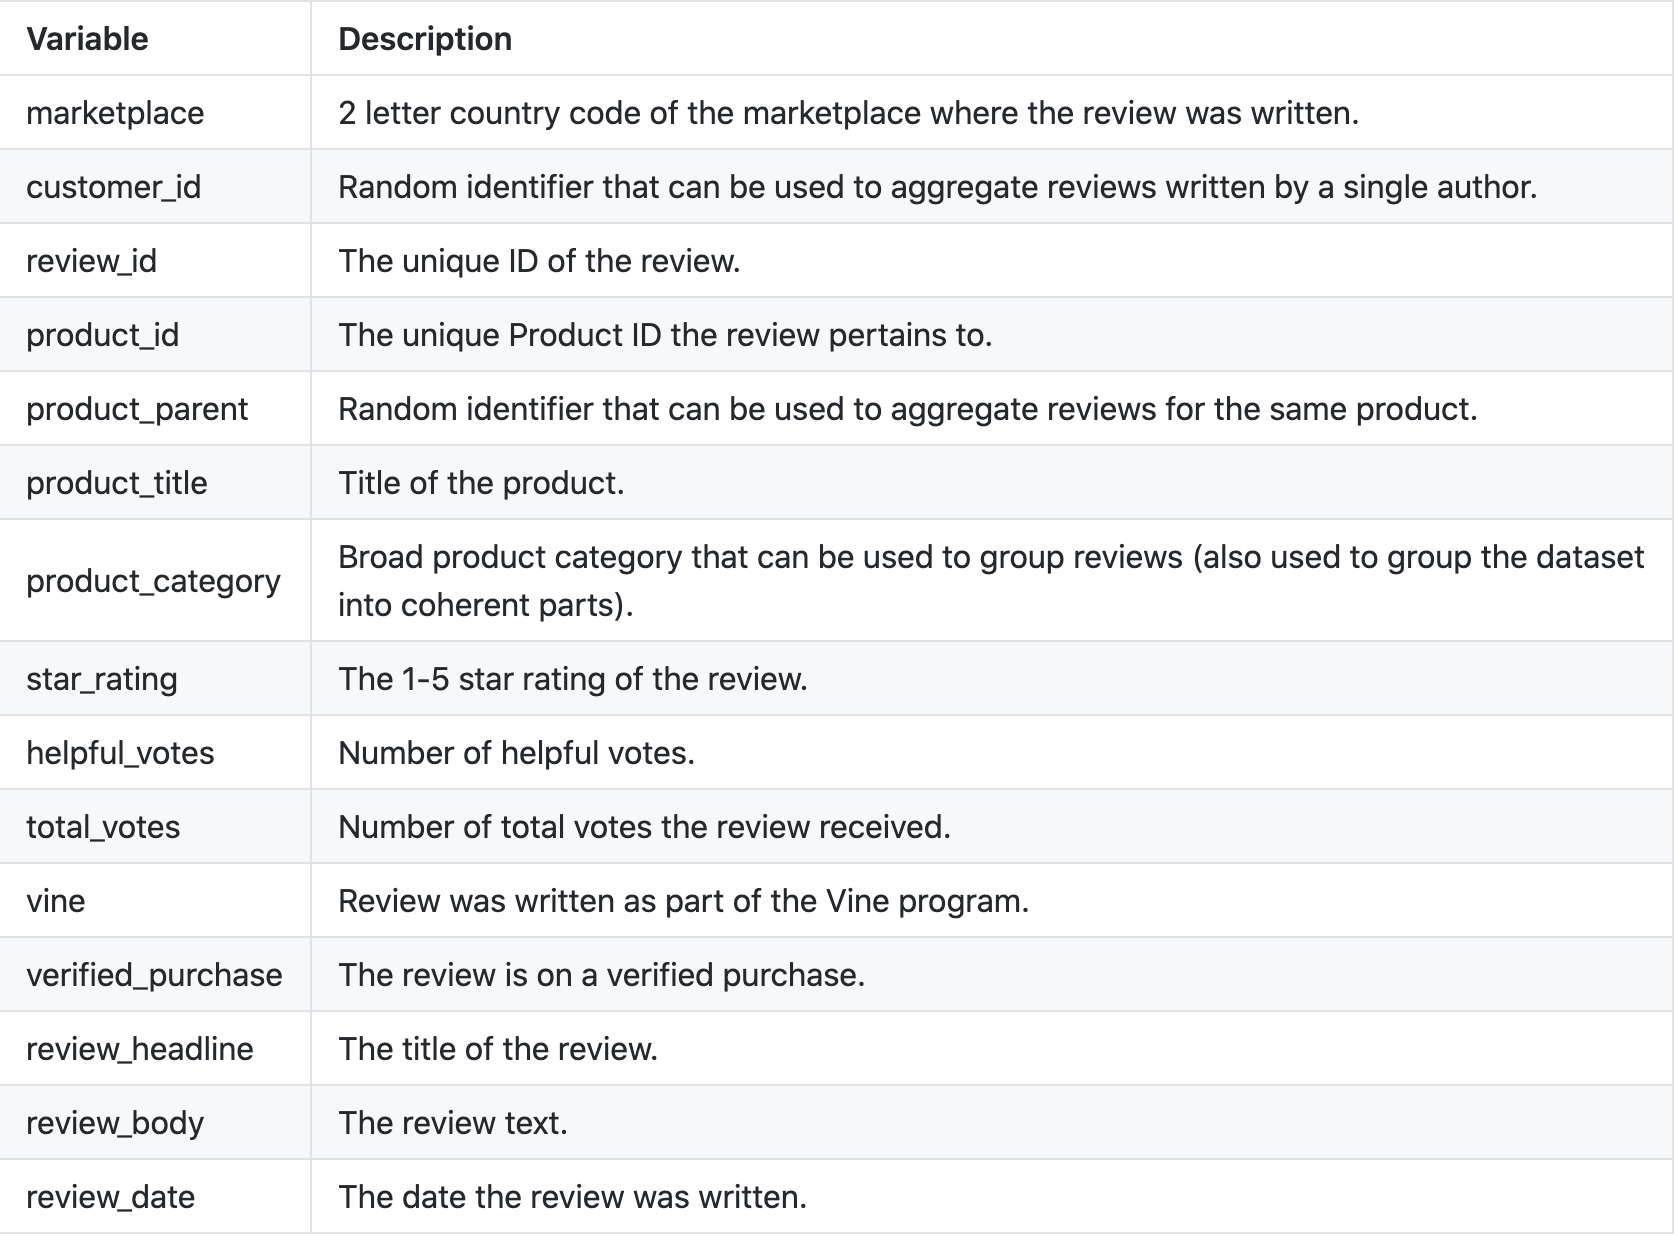 Variable Description
marketplace 2 letter country code of the marketplace where the review was written.
customer_id Random identifier that can be used to aggregate reviews written by a single author.
review_id The unique ID of the review.
product_id The unique Product ID the review pertains to.
product_parent Random identifier that can be used to aggregate reviews for the same product.
product_title Title of the product.
product_category Broad product category that can be used to group reviews (also used to group the dataset
into coherent parts).
star_rating The 1-5 star rating of the review.
helpful_votes Number of helpful votes.
total_votes Number of total votes the review received.
vine Review was written as part of the Vine program.
verified_purchase The review is on a verified purchase.
review_headline The title of the review.
review_body The review text.
review_date The date the review was written.